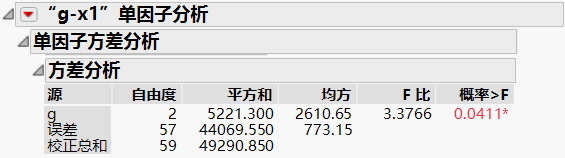 “g-x1”单因子分析
单因子方差分析
方差分析
源 自由度 平方和 均方 F 比 概率>F
g 2 5221.300 2610.65 3.3766 0.0411*
误差 57 44069.550 773.15
校正总和 59 49290.850